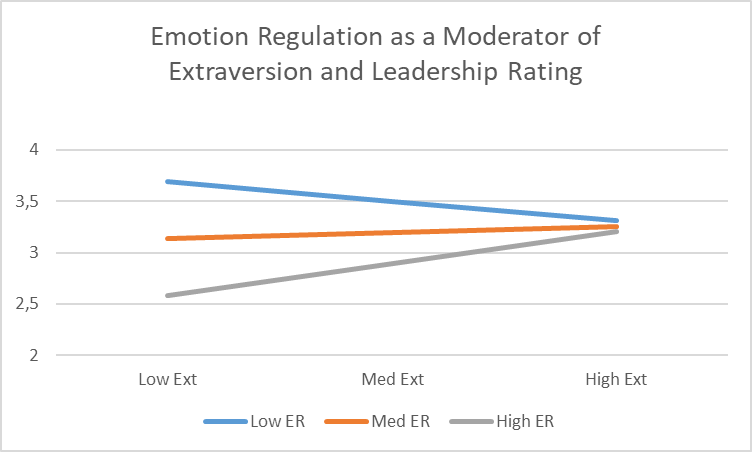 Emotion Regulation as a Moderator of
Extraversion and Leadership Rating
4
3,5
3
2,5
2
Low Ext Med Ext High Ext
Low ER Med ER High ER